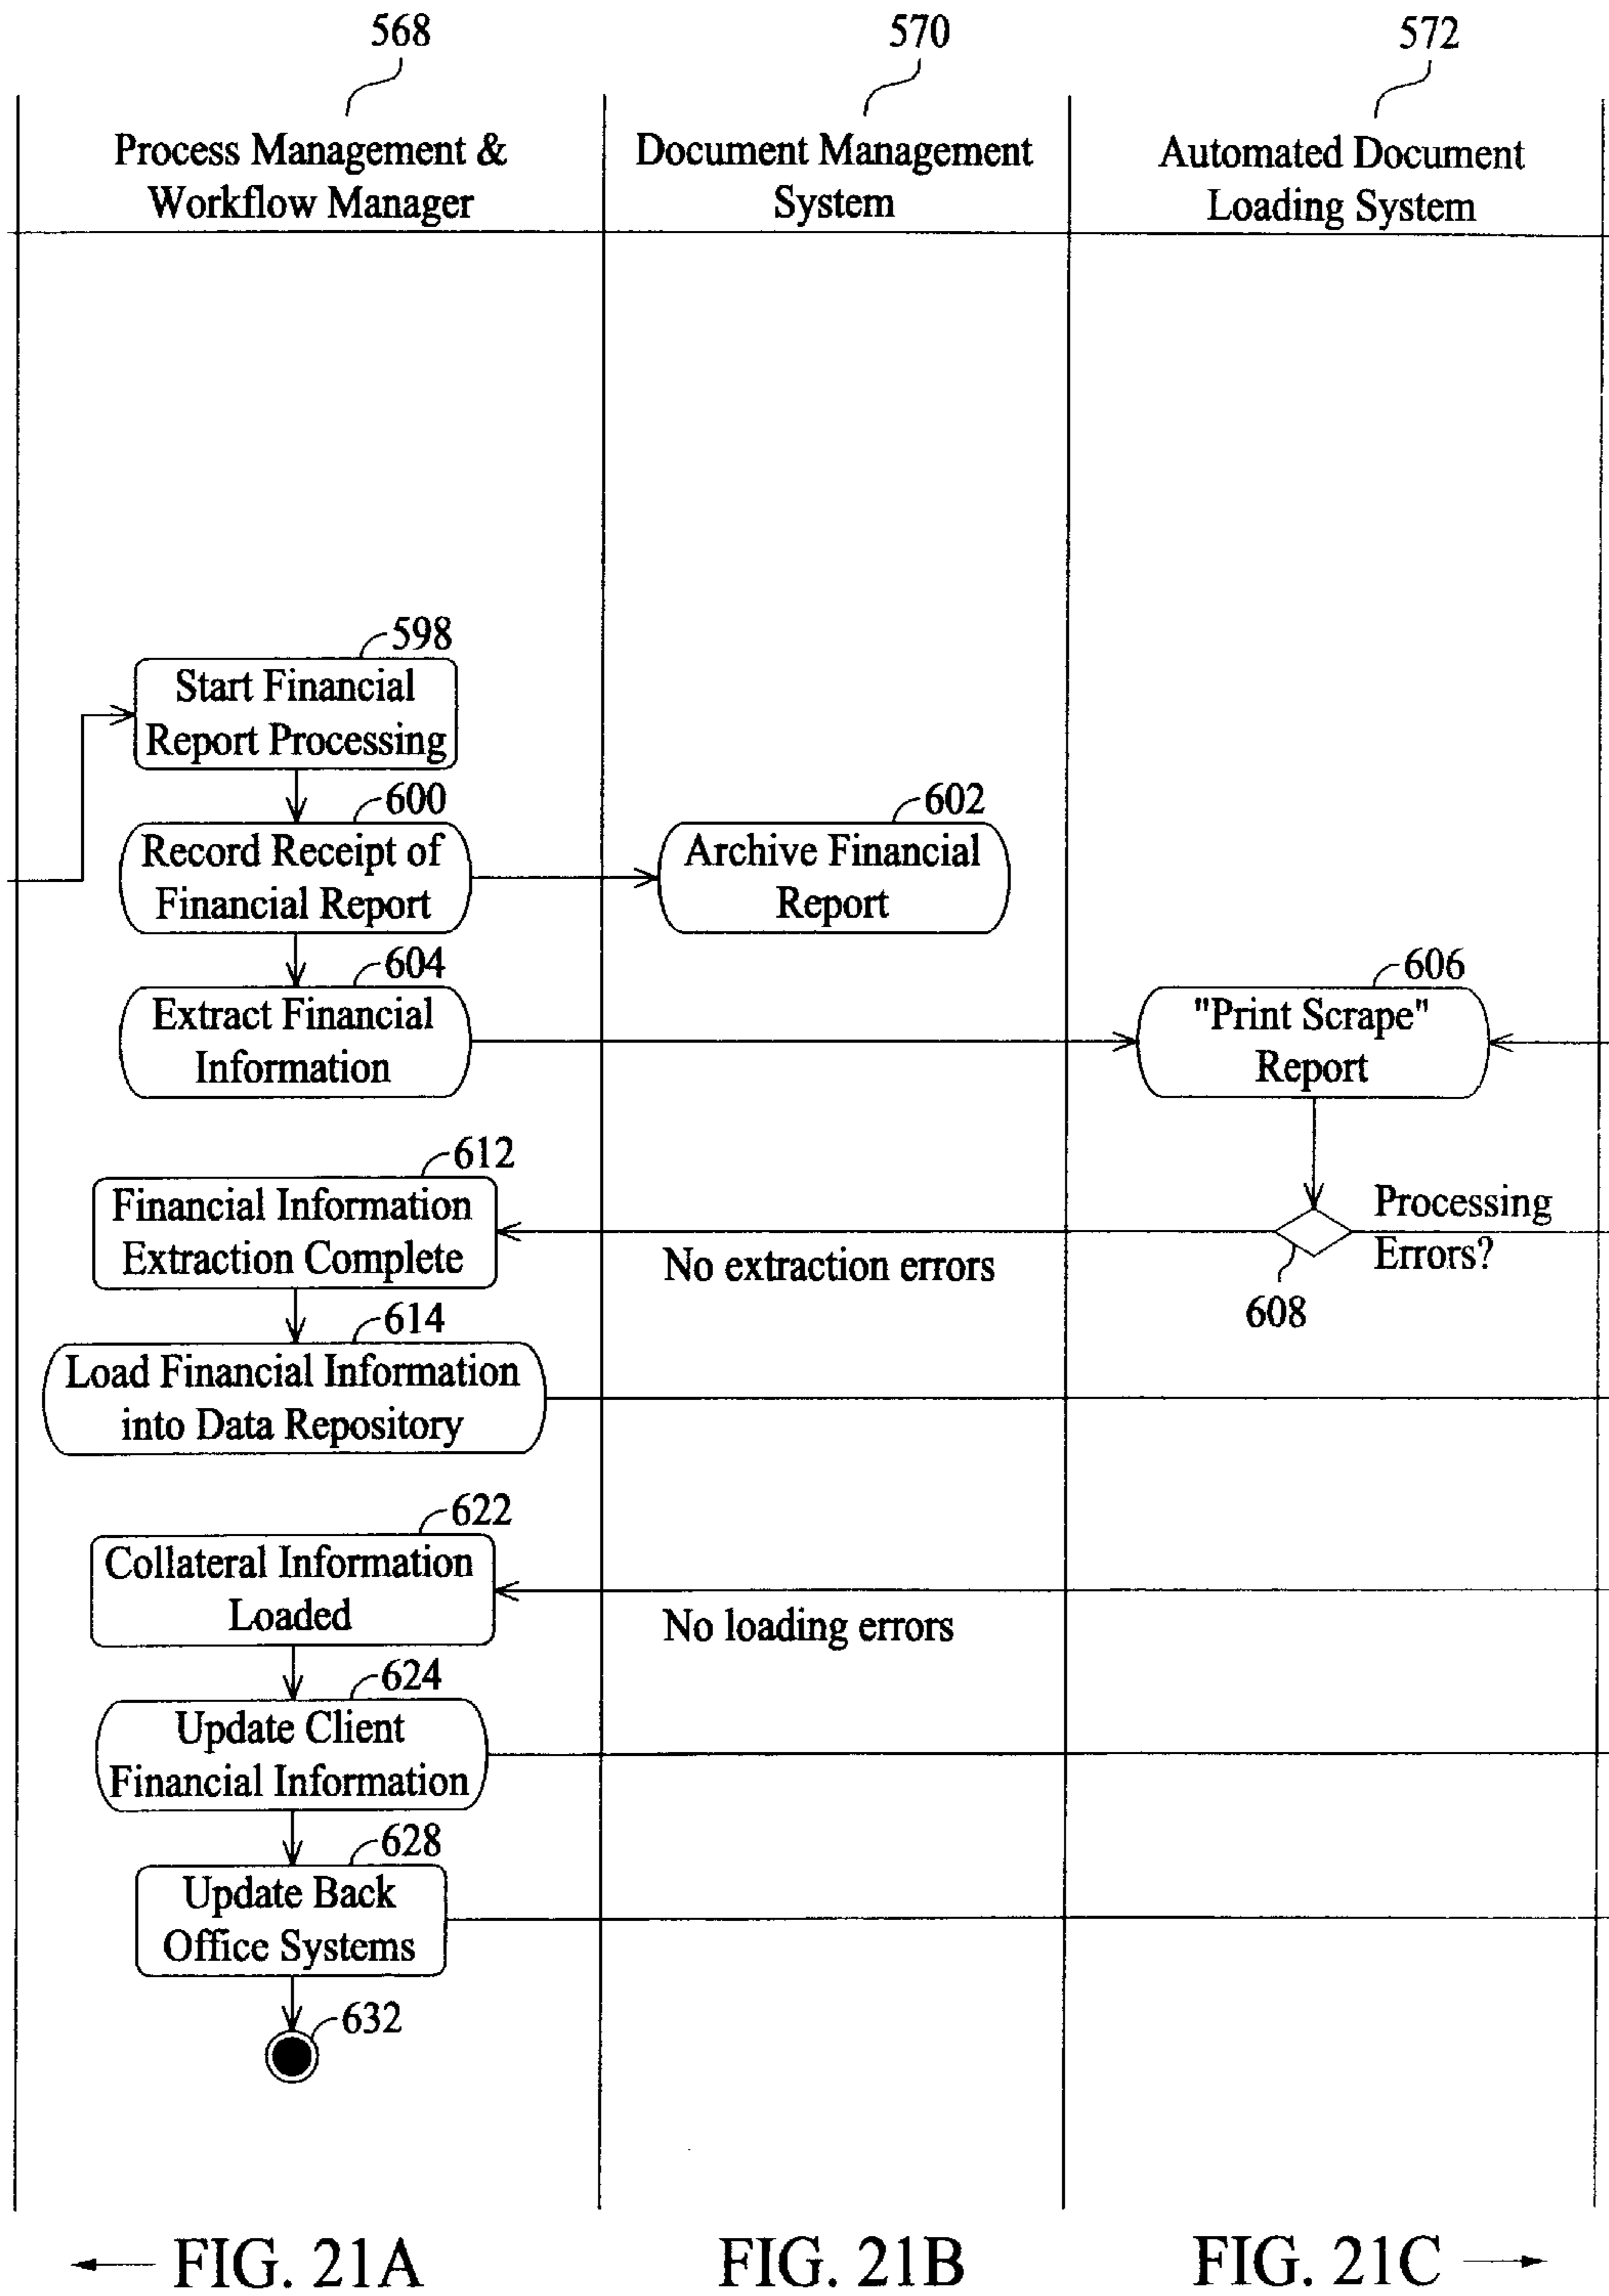 568
570
572
Process Management &
Workflow Manager
Document Management
System
Automated Document
Loading System
598
Start Financial
Report Processing
600
Record Receipt of
Financial Report
602
Archive Financial
Report
604
Extract Financial
Information
606
"Print Scrape"
Report
612
Financial Information
Extraction Complete
No extraction errors
Processing
Errors?
608
614
Load Financial Information
into Data Repository
622
Collateral Information
Loaded
No loading errors
624
Update Client
Financial Information
628
Update Back
Office Systems
632
FIG. 21A
FIG. 21B
FIG. 21C